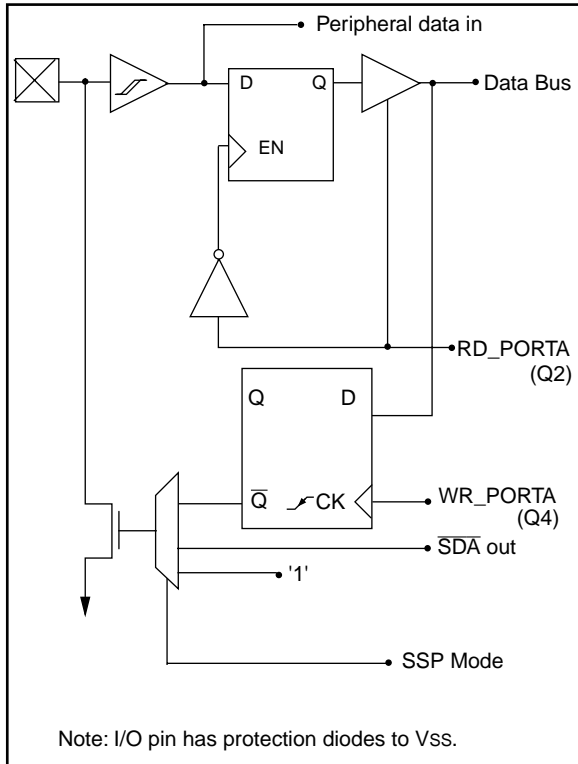 Peripheral data in
D Q
Data Bus
EN
RD_PORTA
(Q2)
Q D
Q̅ CK
WR_PORTA
(Q4)
S̅D̅A̅ out
'1'
SSP Mode
Note: I/O pin has protection diodes to VSS.